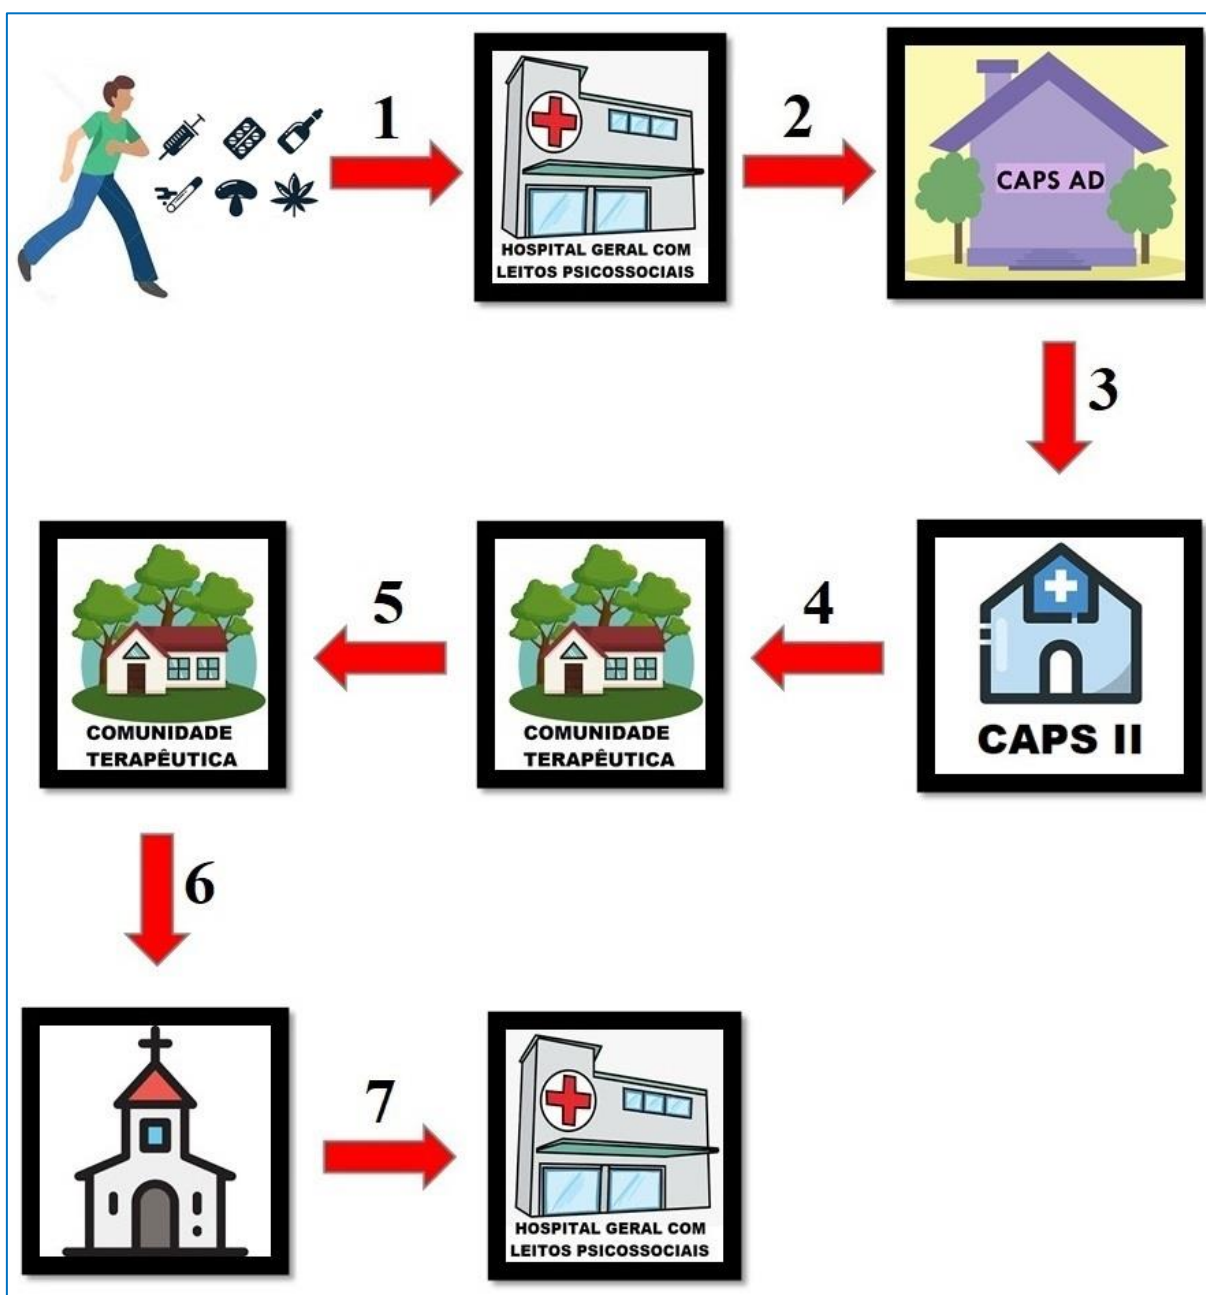 1
HOSPITAL GERAL COM
LEITOS PSICOSSOCIAIS
2
CAPS AD
3
CAPS II
4
COMUNIDADE
TERAPÊUTICA
5
COMUNIDADE
TERAPÊUTICA
6
7
HOSPITAL GERAL COM
LEITOS PSICOSSOCIAIS